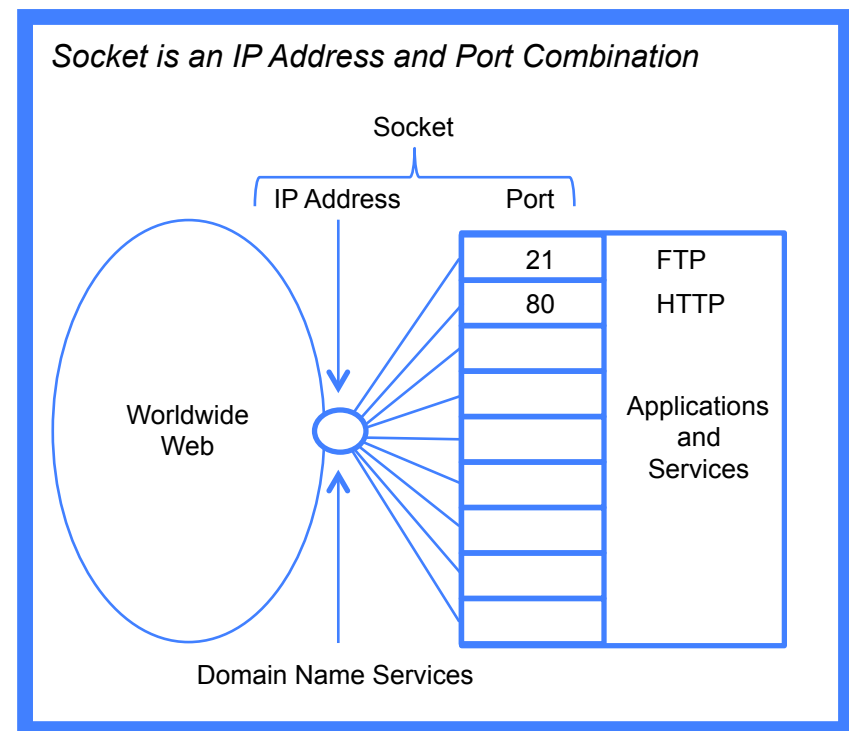 Socket is an IP Address and Port Combination
Socket
IP Address Port
21 FTP
80 HTTP
Worldwide
Web
Applications
and
Services
Domain Name Services